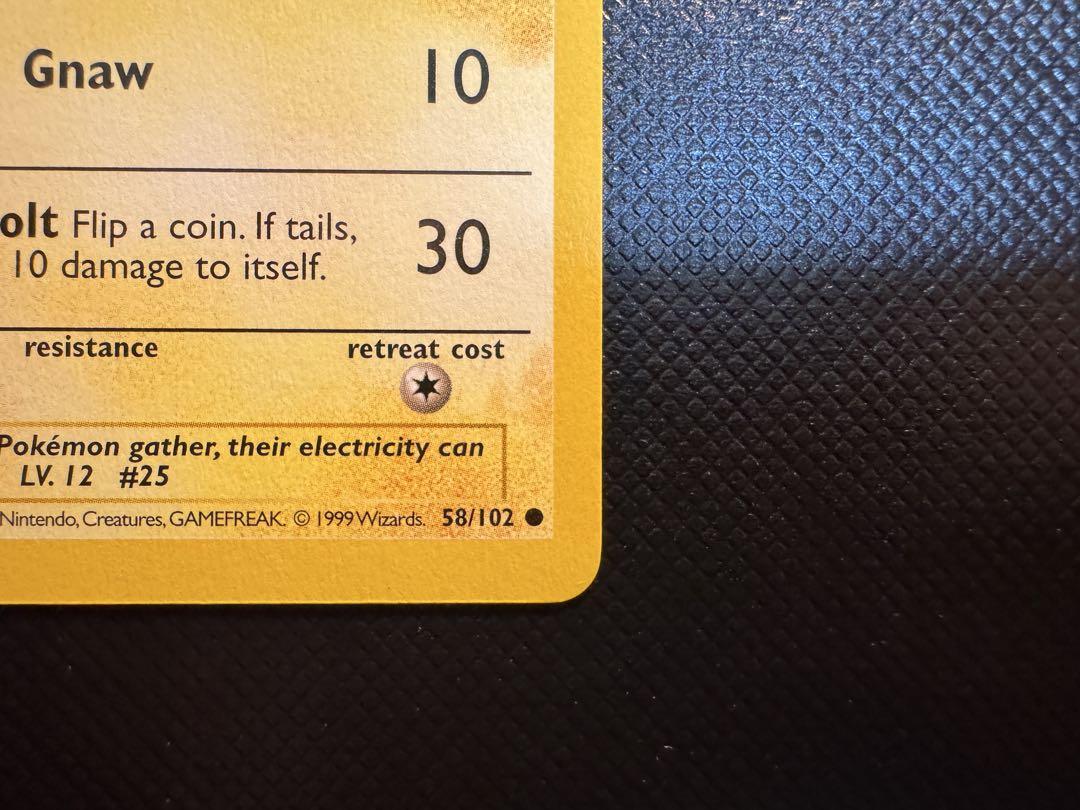 Gnaw 10
olt Flip a coin. If tails, 30
10 damage to itself.
resistance retreat cost
Pokémon gather, their electricity can
LV. 12 #25
Nintendo, Creatures, GAMEFREAK. © 1999 Wizards. 58/102